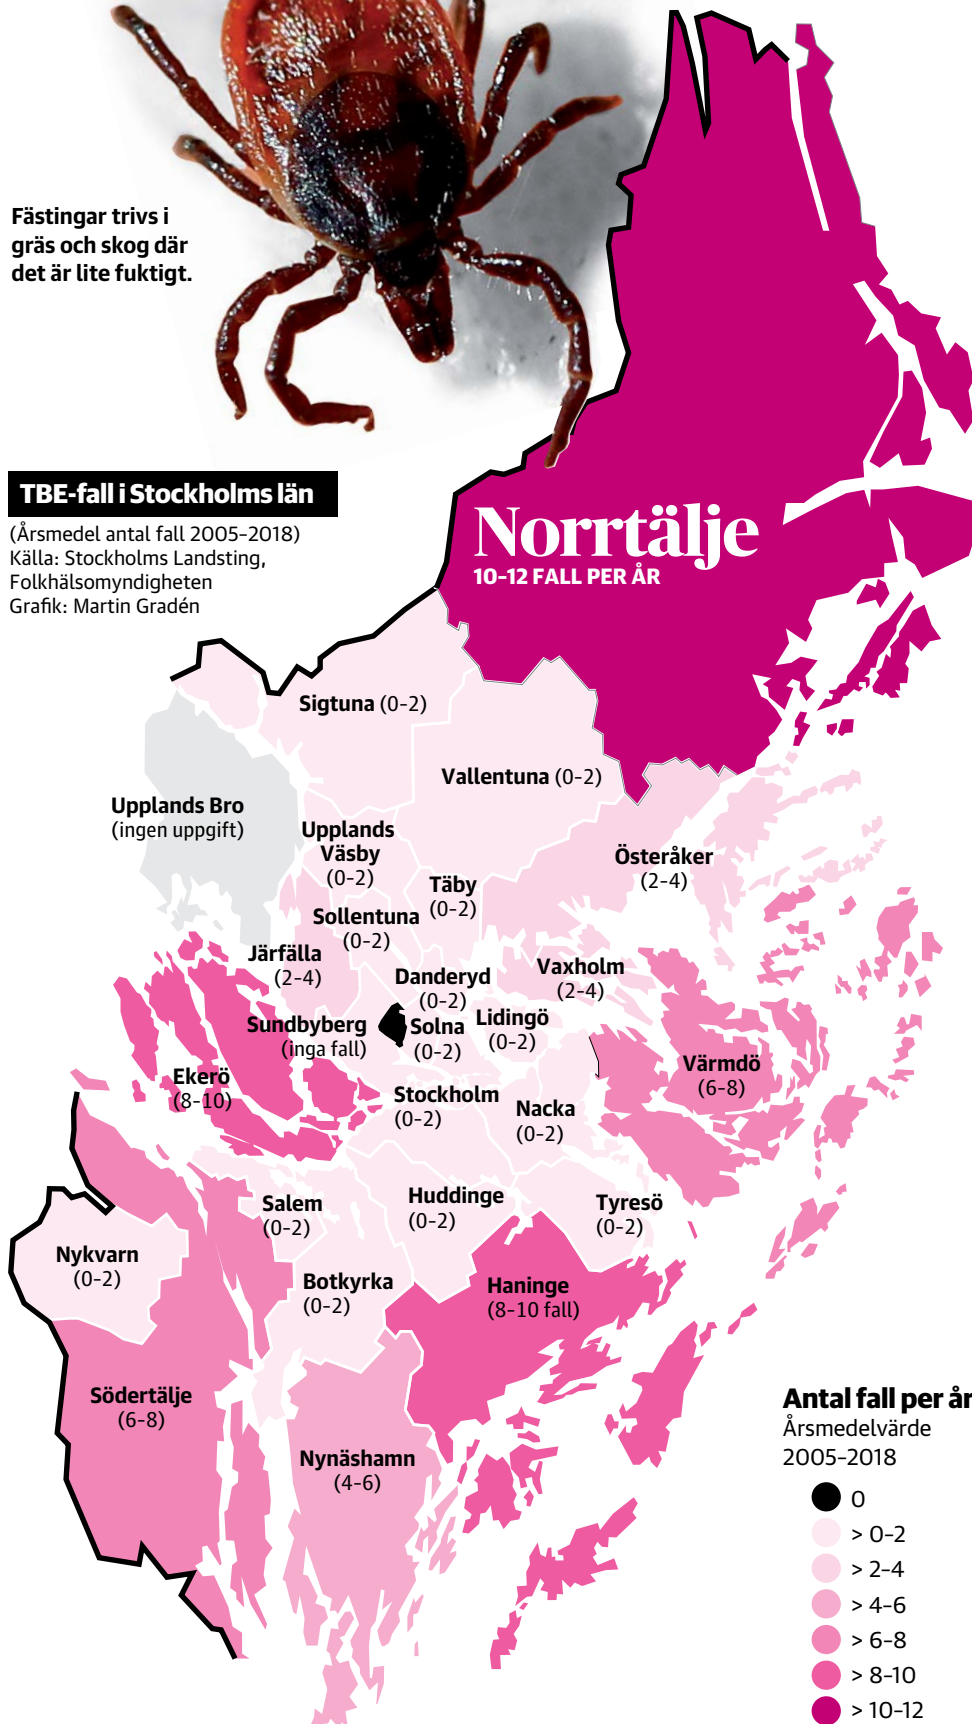 Fästingar trivs i
gräs och skog där
det är lite fuktigt.
TBE-fall i Stockholms län
(Årsmedel antal fall 2005–2018)
Källa: Stockholms Landsting,
Folkhälsomyndigheten
Grafik: Martin Gradén
Norrtälje
10–12 FALL PER ÅR
Sigtuna (0-2)
Vallentuna (0-2)
Upplands Bro
(ingen uppgift)
Upplands
Väsby
(0-2)
Österåker
(2-4)
Täby
(0-2)
Sollentuna
(0-2)
Järfälla
(2-4)
Danderyd
(0-2)
Vaxholm
(2-4)
Sundbyberg
(inga fall)
Solna
(0-2)
Lidingö
(0-2)
Värmdö
(6-8)
Ekerö
(8-10)
Stockholm
(0-2)
Nacka
(0-2)
Salem
(0-2)
Huddinge
(0-2)
Tyresö
(0-2)
Nykvarn
(0-2)
Botkyrka
(0-2)
Haninge
(8-10 fall)
Södertälje
(6-8)
Nynäshamn
(4-6)
Antal fall per år
Årsmedelvärde
2005–2018
0
> 0–2
> 2–4
> 4–6
> 6–8
> 8–10
> 10–12